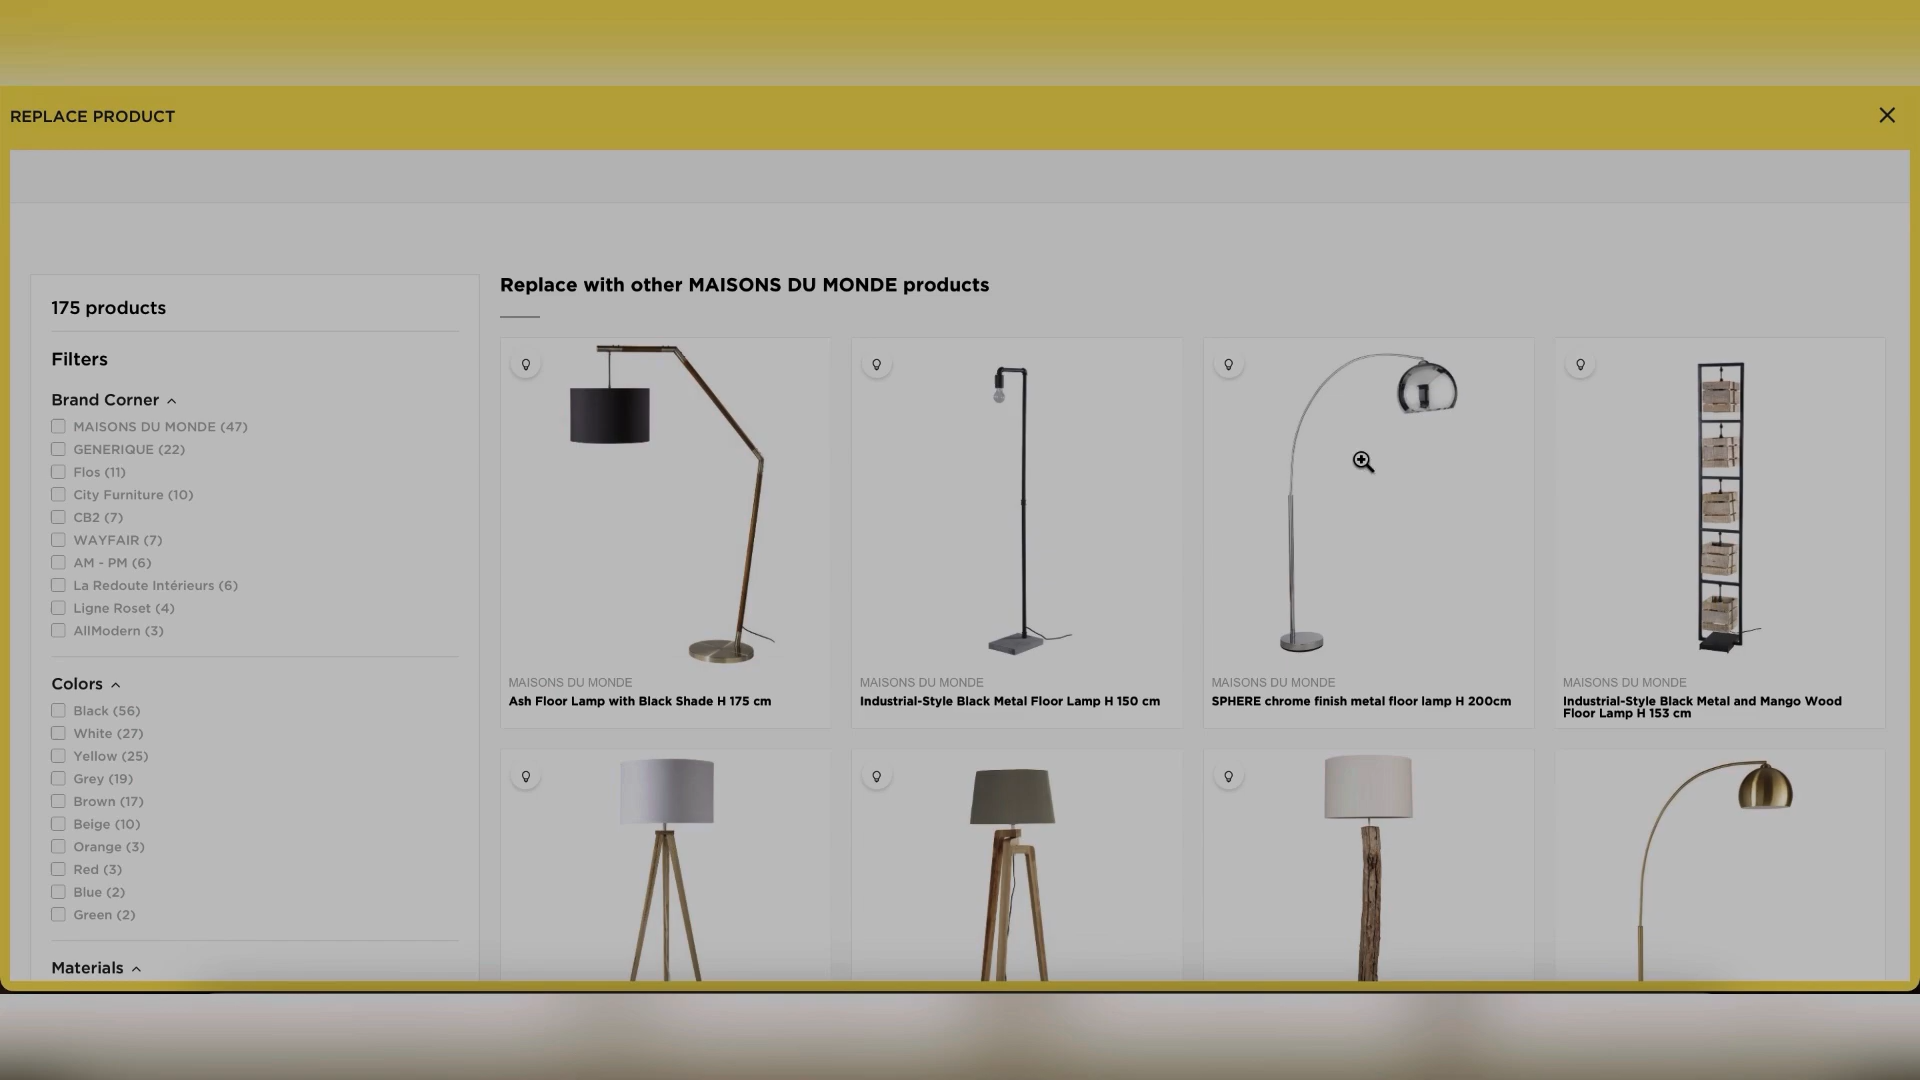 REPLACE PRODUCT
175 products
Filters
Brand Corner
MAISONS DU MONDE (47)
GENERIQUE (22)
Flos (11)
City Furniture (10)
CB2 (7)
WAYFAIR (7)
AM - PM (6)
La Redoute Intérieurs (6)
Ligne Roset (4)
AllModern (3)
Colors
Black (56)
White (27)
Yellow (25)
Grey (19)
Brown (17)
Beige (10)
Orange (3)
Red (3)
Blue (2)
Green (2)
Materials
Replace with other MAISONS DU MONDE products
MAISONS DU MONDE
Ash Floor Lamp with Black Shade H 175 cm
MAISONS DU MONDE
Industrial-Style Black Metal Floor Lamp H 150 cm
MAISONS DU MONDE
SPHERE chrome finish metal floor lamp H 200cm
MAISONS DU MONDE
Industrial-Style Black Metal and Mango Wood
Floor Lamp H 153 cm